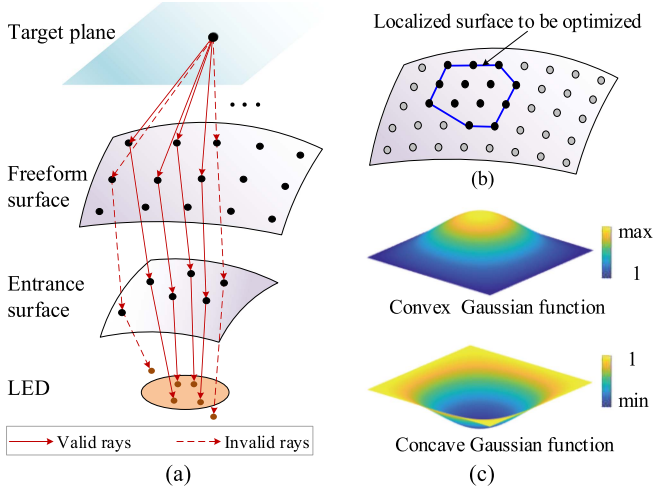 Target plane
Freeform
surface
Entrance
surface
LED
Valid rays
Invalid rays
(a)
Localized surface to be optimized
(b)
max
1
Convex Gaussian function
1
min
Concave Gaussian function
(c)